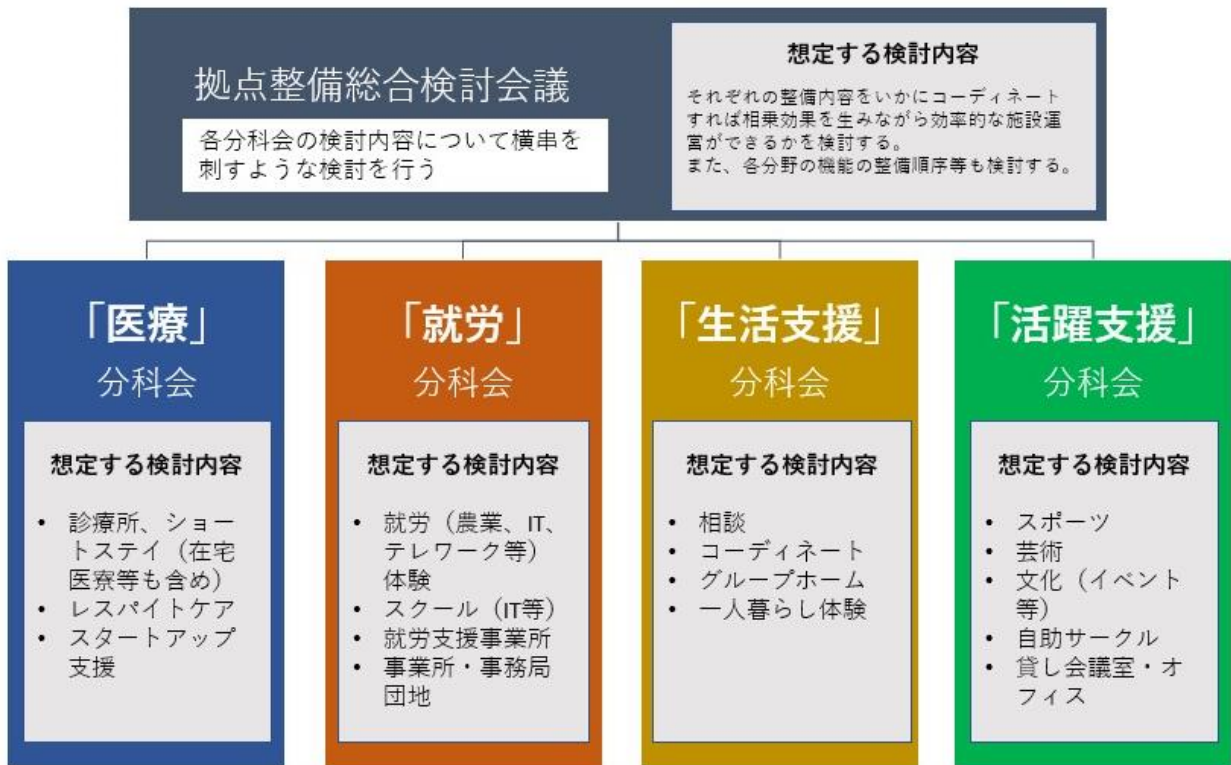 拠点整備総合検討会議
各分科会の検討内容について横串を
刺すような検討を行う
想定する検討内容
それぞれの整備内容をいかにコーディネート
すれば相乗効果を生みながら効率的な施設運
営ができるかを検討する。
また、各分野の機能の整備順序等も検討する。
「医療」
分科会
想定する検討内容
• 診療所、ショー
トステイ（在宅
医寮等も含め）
• レスパイトケア
• スタートアップ
支援
「就労」
分科会
想定する検討内容
• 就労（農業、IT、
テレワーク等）
体験
• スクール（IT等）
• 就労支援事業所
• 事業所・事務局
団地
「生活支援」
分科会
想定する検討内容
• 相談
• コーディネート
• グループホーム
• 一人暮らし体験
「活躍支援」
分科会
想定する検討内容
• スポーツ
• 芸術
• 文化（イベント
等）
• 自助サークル
• 貸し会議室・オ
フィス